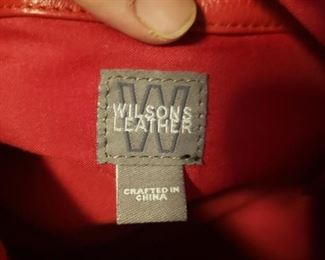 W
WILSONS
LEATHER
CRAFTED IN
CHINA